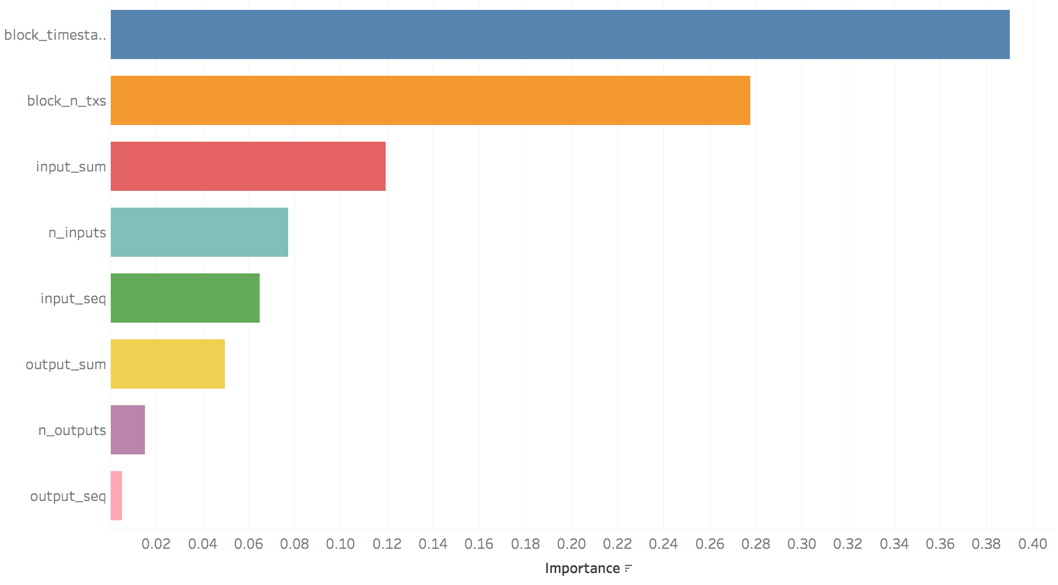 block_timesta..
block_n_txs
input_sum
n_inputs
input_seq
output_sum
n_outputs
output_seq
0.02 0.04 0.06 0.08 0.10 0.12 0.14 0.16 0.18 0.20 0.22 0.24 0.26 0.28 0.30 0.32 0.34 0.36 0.38 0.40
Importance